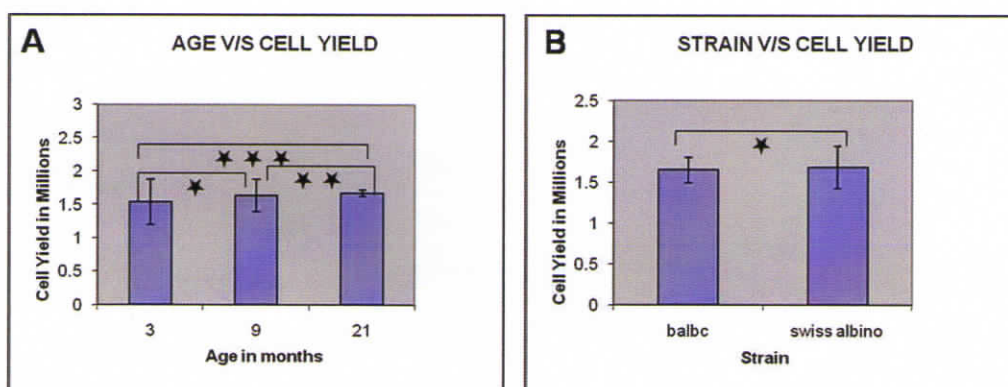 A
AGE V/S CELL YIELD
Cell Yield in Millions
3
2.5
2
1.5
1
0.5
0
3 9 21
Age in months
B
STRAIN V/S CELL YIELD
Cell Yield in Millions
2.5
2
1.5
1
0.5
0
balbc swiss albino
Strain